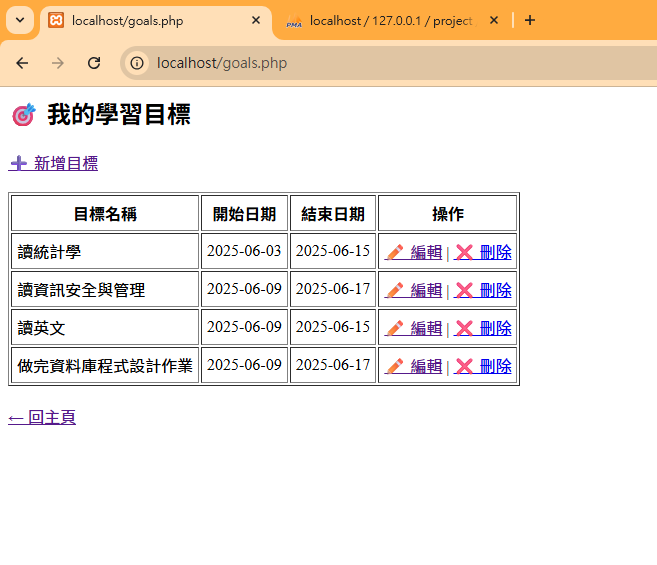 localhost/goals.php
localhost / 127.0.0.1 / project
localhost/goals.php
🎯 我的學習目標
➕ 新增目標
目標名稱 開始日期 結束日期 操作
讀統計學 2025-06-03 2025-06-15 ✏️ 編輯 | ❌ 刪除
讀資訊安全與管理 2025-06-09 2025-06-17 ✏️ 編輯 | ❌ 刪除
讀英文 2025-06-09 2025-06-15 ✏️ 編輯 | ❌ 刪除
做完資料庫程式設計作業 2025-06-09 2025-06-17 ✏️ 編輯 | ❌ 刪除
← 回主頁